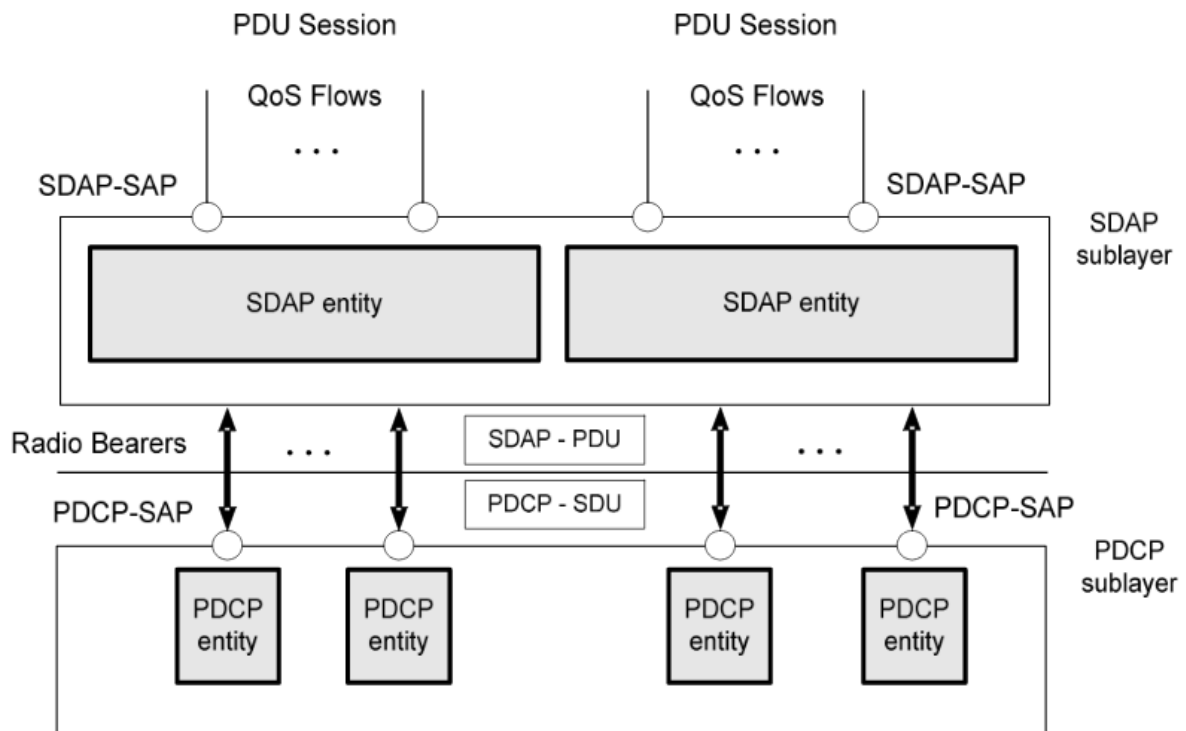 PDU Session
PDU Session
QoS Flows
QoS Flows
. . .
. . .
SDAP-SAP
SDAP-SAP
SDAP
sublayer
SDAP entity
SDAP entity
Radio Bearers
. . .
SDAP - PDU
. . .
PDCP-SAP
PDCP - SDU
PDCP-SAP
PDCP
sublayer
PDCP
entity
PDCP
entity
PDCP
entity
PDCP
entity